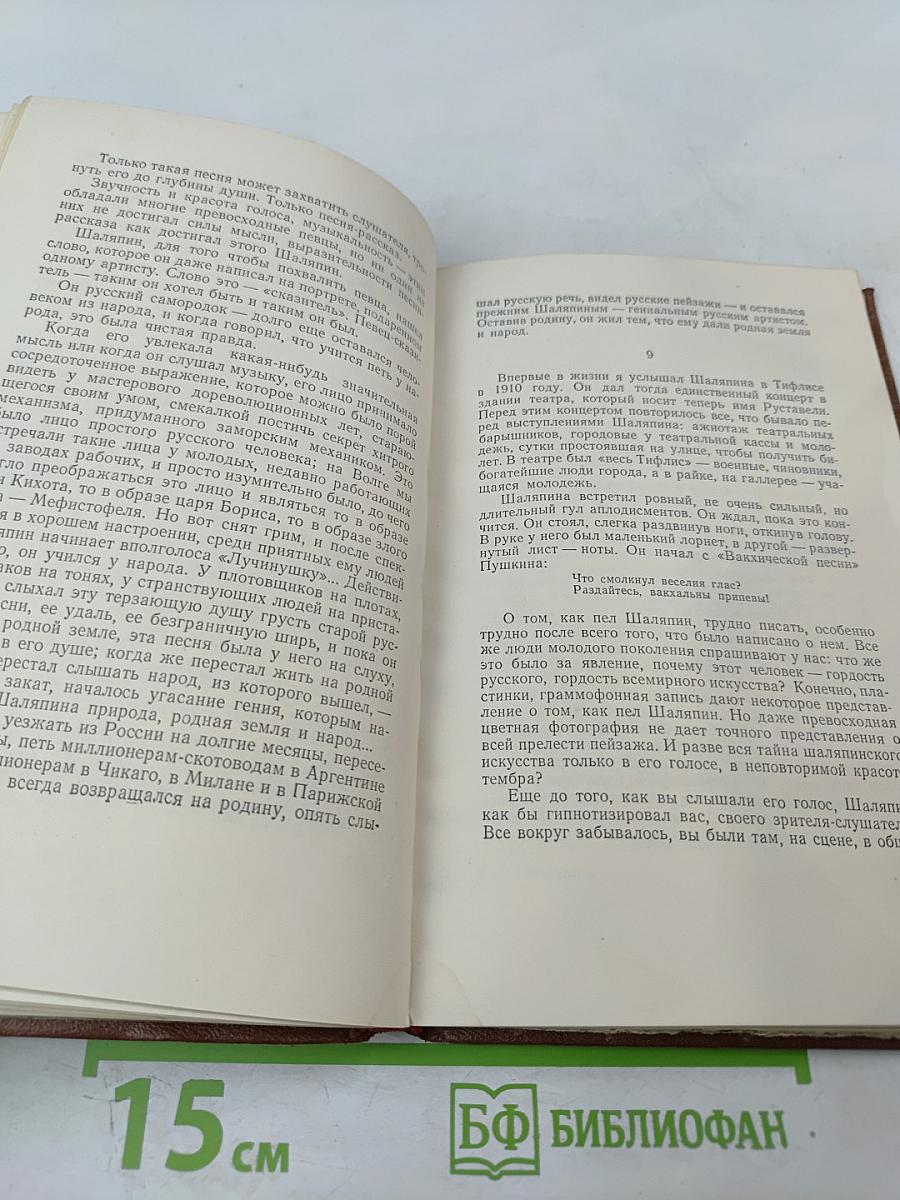 Только такая песня может захватить слушателя, тро-
нуть его до глубины души. Только песня-рассказ.
Звучность и красота голоса, музыкальность — этим
обладали многие превосходные певцы, но ни один из
них не достигал силы мысли, выразительности песни-
рассказа как достигал этого Шаляпин.
Шаляпин, для того чтобы похвалить певца, нашел
слово, которое он даже написал на портрете, подаренном
одному артисту. Слово это — «сказитель». Певец-скази-
тель — таким он хотел быть и таким он был.
Он русский самородок — долго еще оставался чело-
веком из народа, и когда говорил, что учится петь у на-
рода, это была чистая правда.
Когда его увлекала какая-нибудь значительная
мысль или когда он слушал музыку, его лицо принимало
сосредоточенное выражение, которое можно было порой
видеть у мастерового дореволюционных лет, стараю-
щегося своим умом, смекалкой постичь секрет хитрого
механизма, придуманного заморским механиком. Это
было лицо простого русского человека; на Волге мы
встречали такие лица у молодых, недавно работающих
заводах рабочих, и просто изумительно было, до чего
гло преображаться это лицо и являться то в образе
н Кихота, то в образе царя Бориса, то в образе злого
а — Мефистофеля. Но вот снят грим, и после спек-
я в хорошем настроении, среди приятных ему людей
япин начинает вполголоса «Лучинушку»... Действи-
о, он учился у народа. У плотовщиков на плотах,
аков на тонях, у странствующих людей на приста-
слыхал эту терзающую душу грусть старой рус-
сни, ее удаль, ее безграничную ширь, и пока он
родной земле, эта песня была у него на слуху,
в его душе; когда же перестал жить на родной
ерестал слышать народ, из которого вышел, —
закат, началось угасание гения, которым на-
Шаляпина природа, родная земля и народ...
уезжать из России на долгие месяцы, пересе-
ы, петь миллионерам-скотоводам в Аргентине
лионерам в Чикаго, в Милане и в Парижской
всегда возвращался на родину, опять слы-
шал русскую речь, видел русские пейзажи — и оставался
прежним Шаляпиным — гениальным русским артистом.
Оставив родину, он жил тем, что ему дали родная земля
и народ.
9
Впервые в жизни я услышал Шаляпина в Тифлисе
в 1910 году. Он дал тогда единственный концерт в
здании театра, который носит теперь имя Руставели.
Перед этим концертом повторилось все, что бывало пе-
ред выступлениями Шаляпина: ажиотаж театральных
барышников, городовые у театральной кассы и моло-
дежь, сутки простоявшая на улице, чтобы получить би-
лет. В театре был «весь Тифлис» — военные, чиновники,
богатейшие люди города, а в райке, на галлерее — уча-
щаяся молодежь.
Шаляпина встретил ровный, не очень сильный, но
длительный гул аплодисментов. Он ждал, пока это кон-
чится. Он стоял, слегка раздвинув ноги, откинув голову.
В руке у него был маленький лорнет, в другой — развер-
нутый лист — ноты. Он начал с «Вакхической песни»
Пушкина:
Что смолкнул веселия глас?
Раздайтесь, вакхальны припевы!
О том, как пел Шаляпин, трудно писать, особенно
трудно после всего того, что было написано о нем. Все
же люди молодого поколения спрашивают у нас: что же
это было за явление, почему этот человек — гордость
русского, гордость всемирного искусства? Конечно, пла-
стинки, граммофонная запись дают некоторое представ-
ление о том, как пел Шаляпин. Но даже превосходная
цветная фотография не дает точного представления о
всей прелести пейзажа. И разве вся тайна шаляпинского
искусства только в его голосе, в неповторимой красот
тембра?
Еще до того, как вы слышали его голос, Шаляпи
как бы гипнотизировал вас, своего зрителя-слушател
Все вокруг забывалось, вы были там, на сцене, в общ
15 см
БФ БИБЛИОФАН